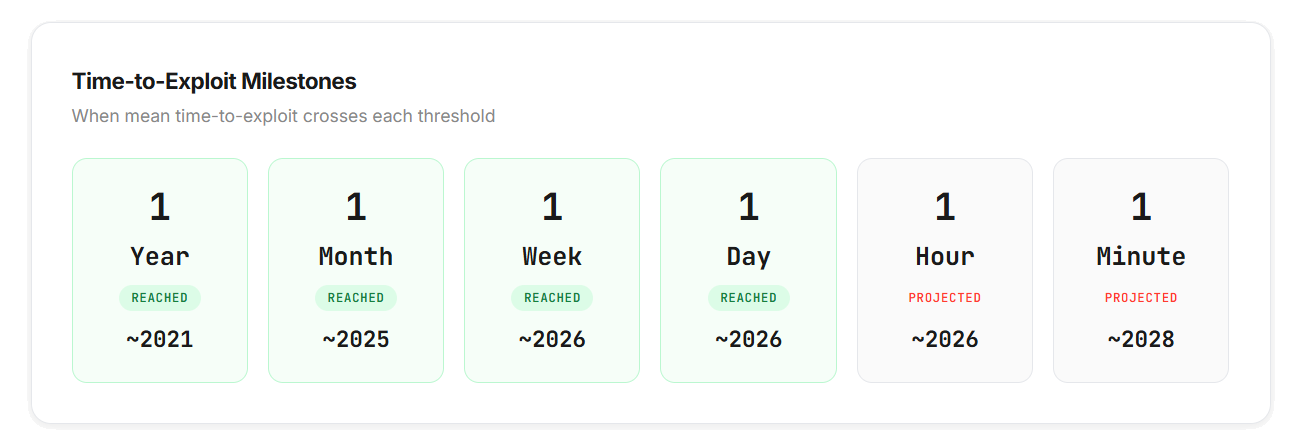 Time-to-Exploit Milestones
When mean time-to-exploit crosses each threshold
1
Year
REACHED
~2021
1
Month
REACHED
~2025
1
Week
REACHED
~2026
1
Day
REACHED
~2026
1
Hour
PROJECTED
~2026
1
Minute
PROJECTED
~2028